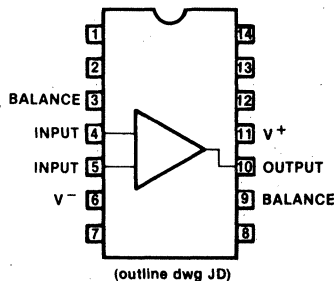 1 14
2 13
BALANCE 3 12
INPUT 4 11 V+
INPUT 5 10 OUTPUT
V− 6 9 BALANCE
7 8
(outline dwg JD)